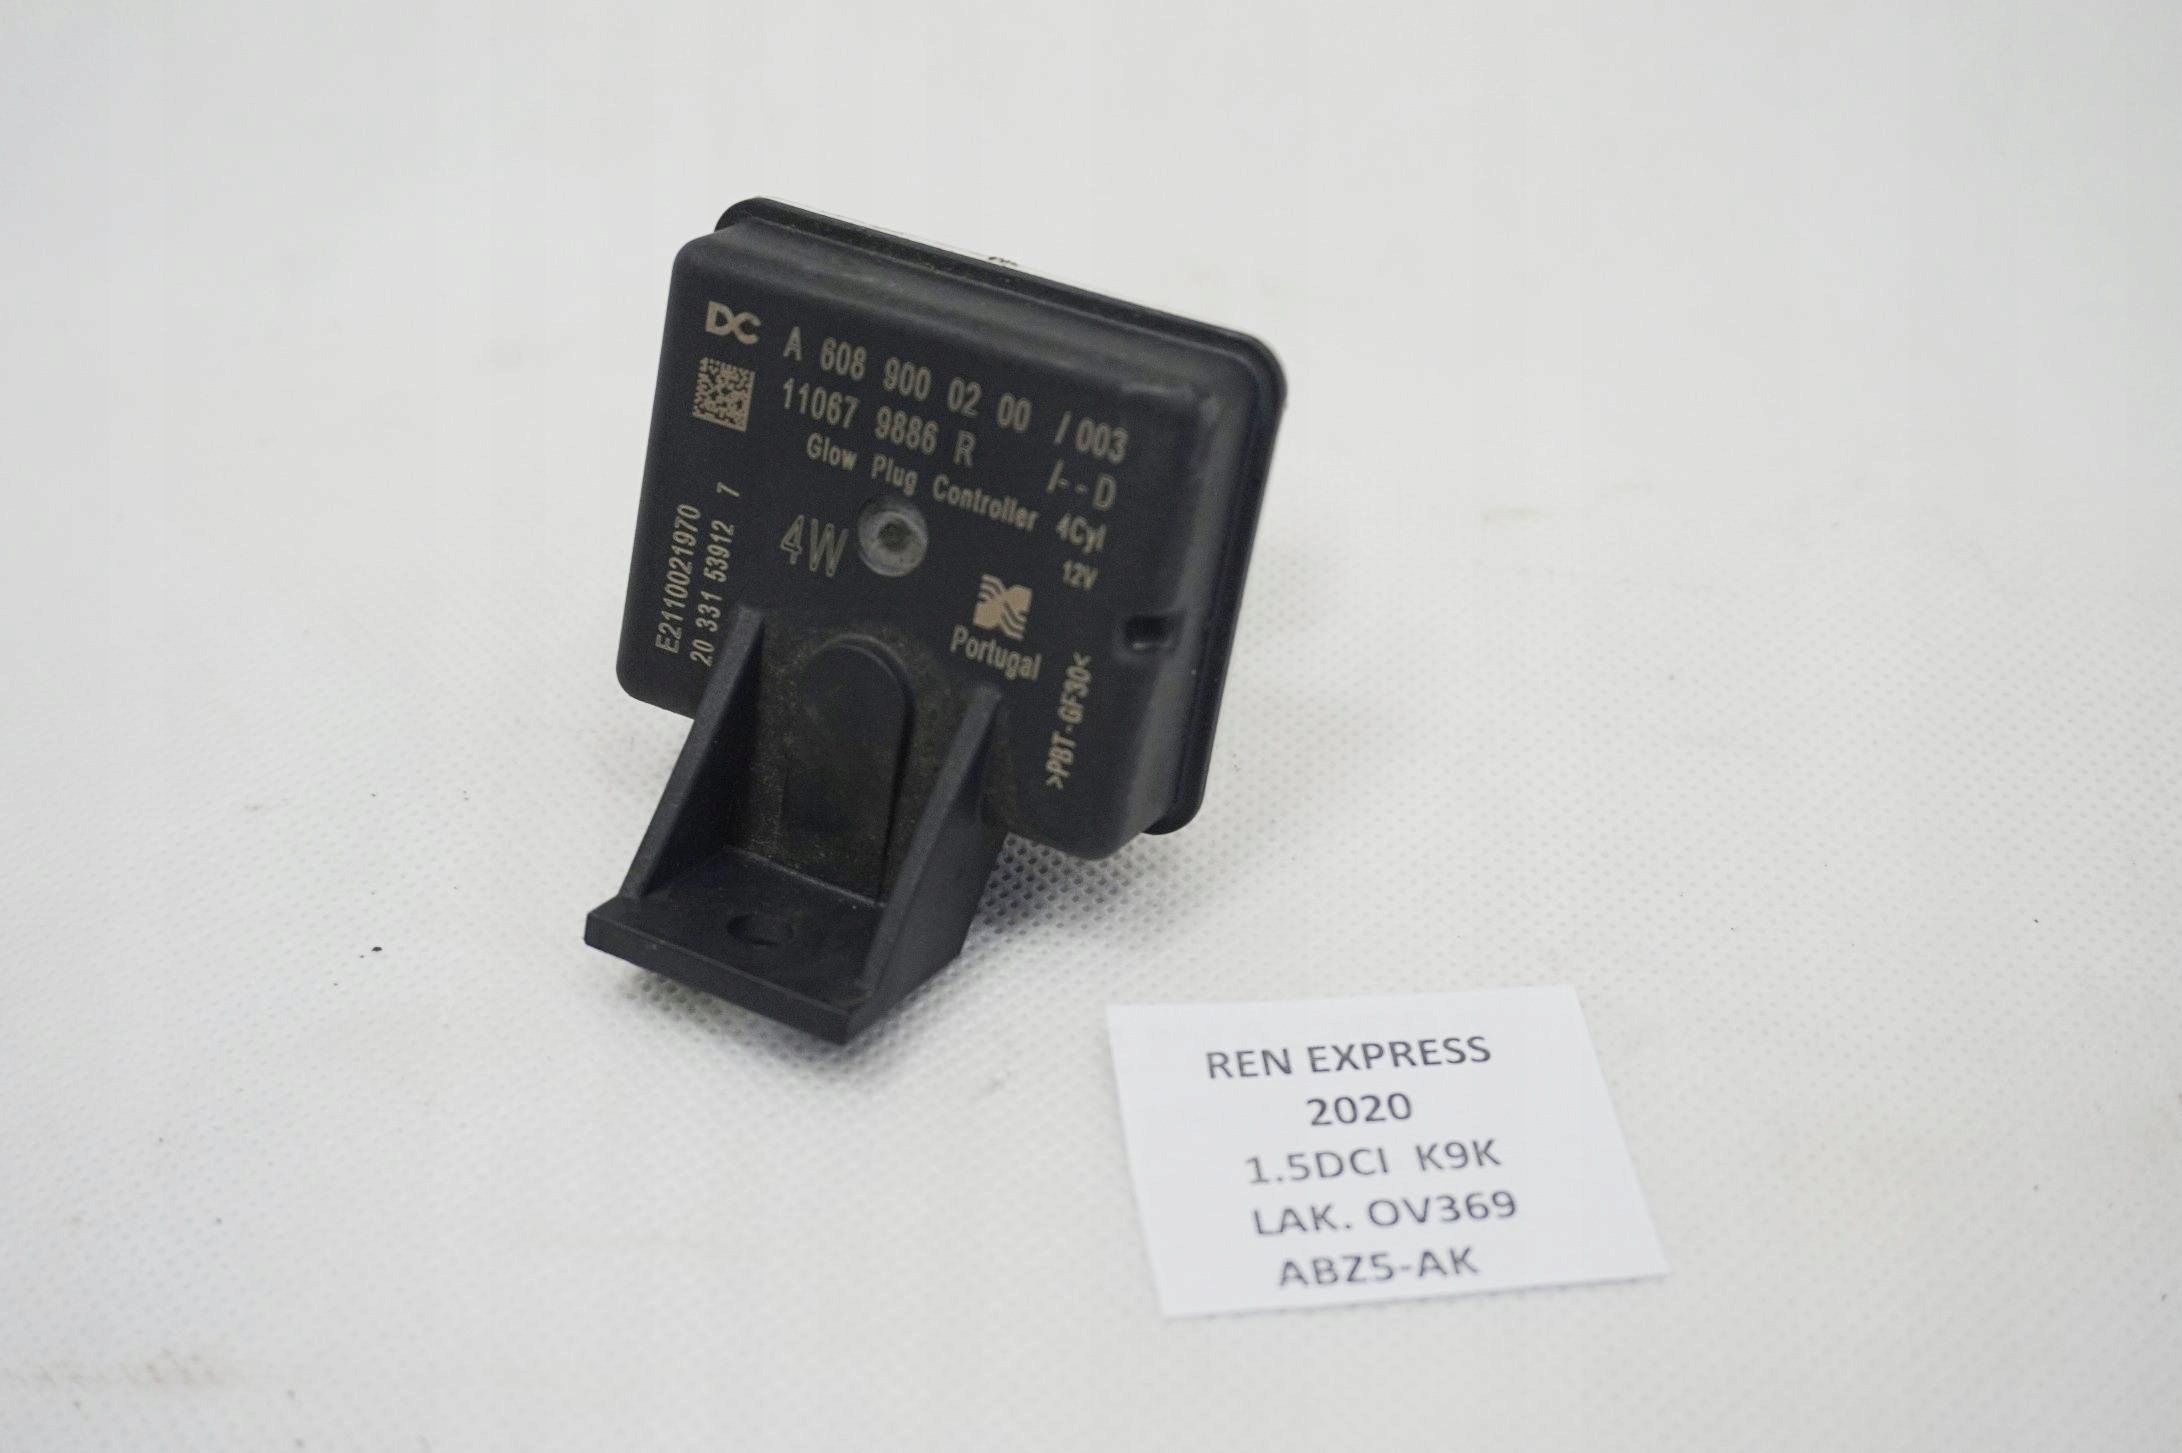 DC
A 608 900 02 00 /003
11067 9886 R /--D
Glow Plug Controller 4Cyl
12V
4W
Portugal
E2110021970
20 331 53912 7
>PBT-GF30<
REN EXPRESS
2020
1.5DCI K9K
LAK. OV369
ABZ5-AK